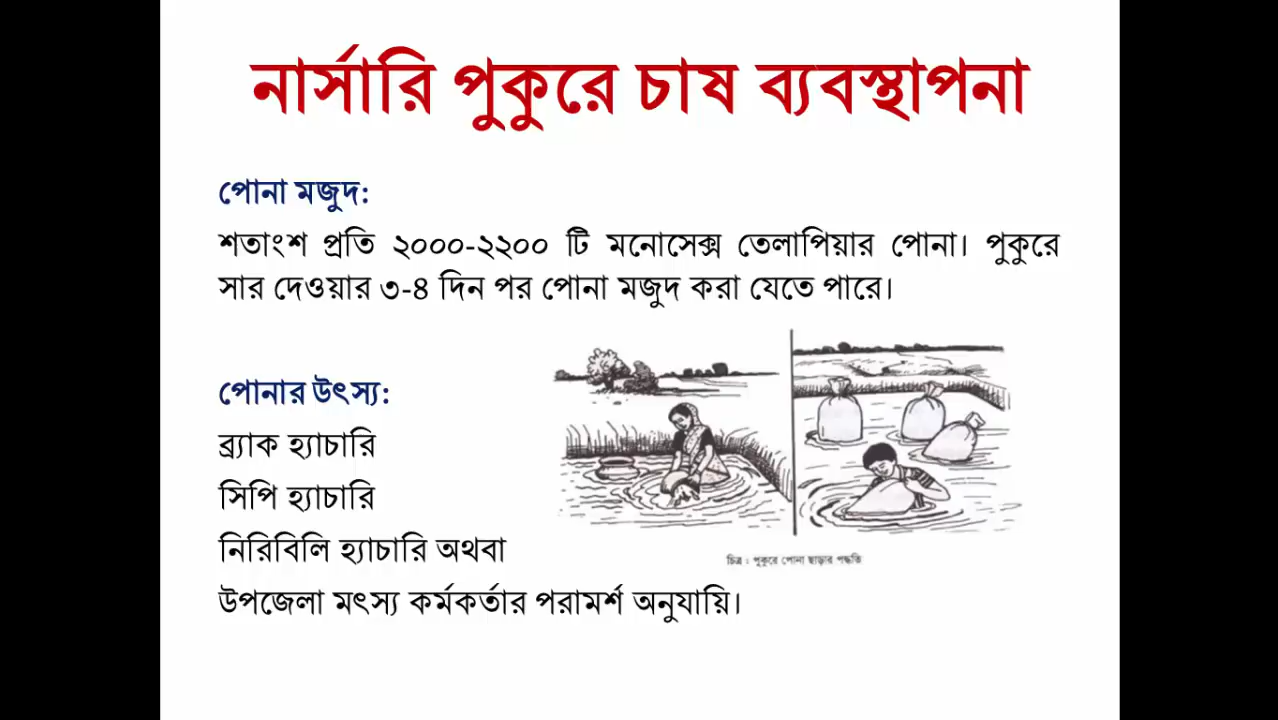 নার্সারি পুকুরে চাষ ব্যবস্থাপনা
পোনা মজুদ:
শতাংশ প্রতি ২০০০-২২০০ টি মনোসেক্স তেলাপিয়ার পোনা। পুকুরে
সার দেওয়ার ৩-৪ দিন পর পোনা মজুদ করা যেতে পারে।
পোনার উৎস্য:
ব্র্যাক হ্যাচারি
সিপি হ্যাচারি
নিরিবিলি হ্যাচারি অথবা
উপজেলা মৎস্য কর্মকর্তার পরামর্শ অনুযায়ি।
চিত্র : পুকুরে পোনা ছাড়ার পদ্ধতি